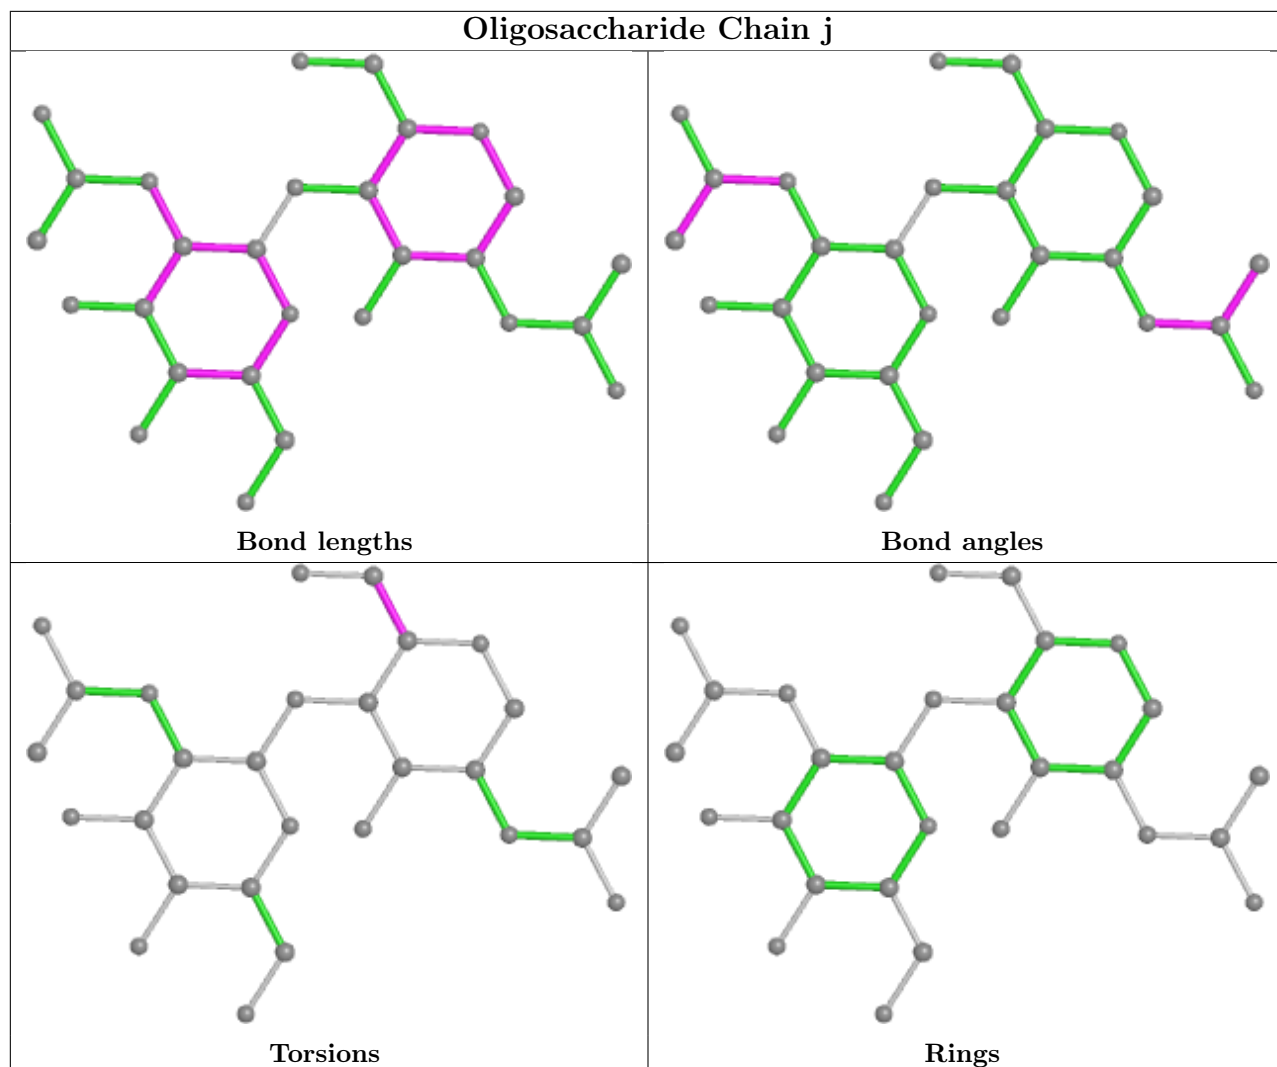 Oligosaccharide Chain j
Bond lengths
Bond angles
Torsions
Rings